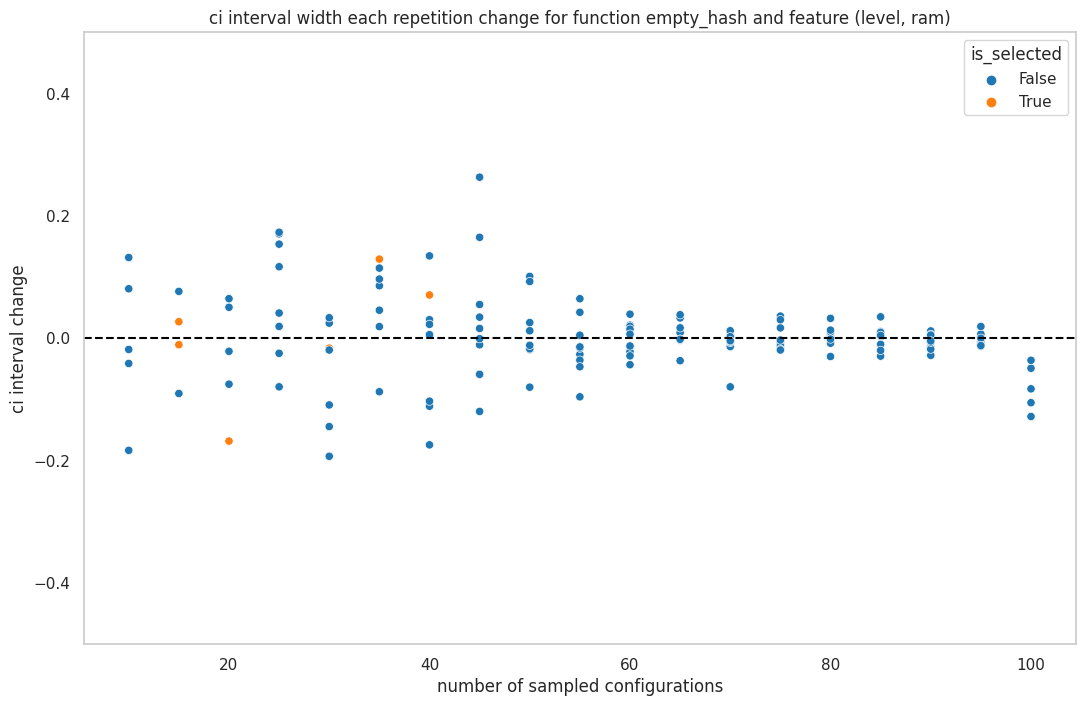 ci interval width each repetition change for function empty_hash and feature (level, ram)
is_selected
False
True
ci interval change
0.4
0.2
0.0
−0.2
−0.4
20
40
60
80
100
number of sampled configurations